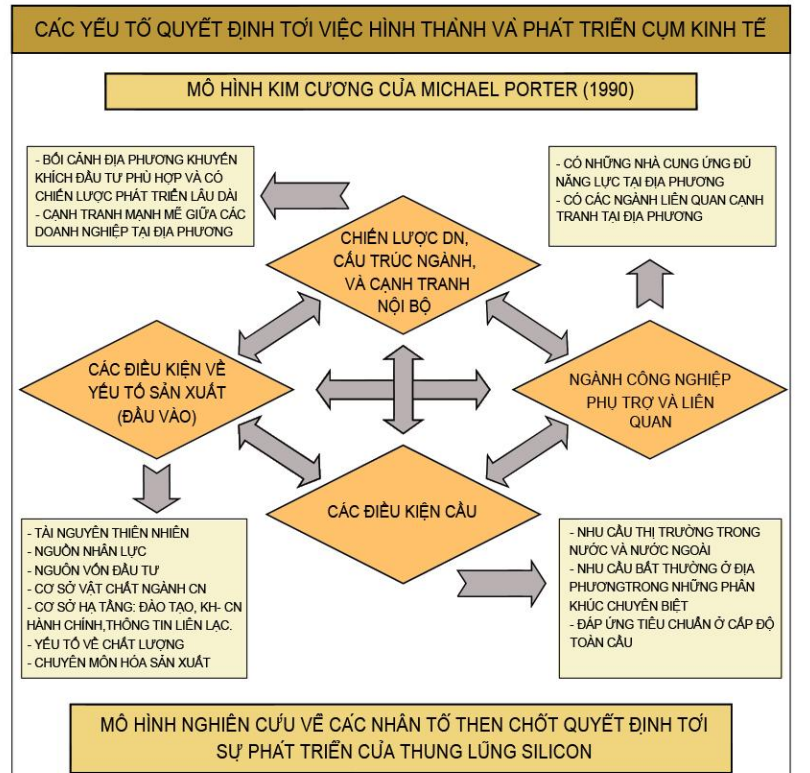 CÁC YẾU TỐ QUYẾT ĐỊNH TỚI VIỆC HÌNH THÀNH VÀ PHÁT TRIỂN CỤM KINH TẾ
MÔ HÌNH KIM CƯƠNG CỦA MICHAEL PORTER (1990)
- BỐI CẢNH ĐỊA PHƯƠNG KHUYẾN
KHÍCH ĐẦU TƯ PHÙ HỢP VÀ CÓ
CHIẾN LƯỢC PHÁT TRIỂN LÂU DÀI
- CẠNH TRANH MẠNH MẼ GIỮA CÁC
DOANH NGHIỆP TẠI ĐỊA PHƯƠNG
- CÓ NHỮNG NHÀ CUNG ỨNG ĐỦ
NĂNG LỰC TẠI ĐỊA PHƯƠNG
- CÓ CÁC NGÀNH LIÊN QUAN CẠNH
TRANH TẠI ĐỊA PHƯƠNG
CHIẾN LƯỢC DN,
CẤU TRÚC NGÀNH,
VÀ CẠNH TRANH
NỘI BỘ
CÁC ĐIỀU KIỆN VỀ
YẾU TỐ SẢN XUẤT
(ĐẦU VÀO)
NGÀNH CÔNG NGHIỆP
PHỤ TRỢ VÀ LIÊN
QUAN
CÁC ĐIỀU KIỆN CẦU
- TÀI NGUYÊN THIÊN NHIÊN
- NGUỒN NHÂN LỰC
- NGUÔN VỐN ĐẦU TƯ
- CƠ SỞ VẬT CHẤT NGÀNH CN
- CƠ SỞ HẠ TẦNG: ĐÀO TẠO, KH- CN
HÀNH CHÍNH,THÔNG TIN LIÊN LẠC.
- YẾU TỐ VỀ CHẤT LƯỢNG
- CHUYÊN MÔN HÓA SẢN XUẤT
- NHU CẦU THỊ TRƯỜNG TRONG
NƯỚC VÀ NƯỚC NGOÀI
- NHU CẦU BẤT THƯỜNG Ở ĐỊA
PHƯƠNGTRONG NHỮNG PHÂN
KHÚC CHUYÊN BIỆT
- ĐÁP ỨNG TIÊU CHUẨN Ở CẤP ĐỘ
TOÀN CẦU
MÔ HÌNH NGHIÊN CỨU VỀ CÁC NHÂN TỐ THEN CHỐT QUYẾT ĐỊNH TỚI
SỰ PHÁT TRIỂN CỦA THUNG LŨNG SILICON